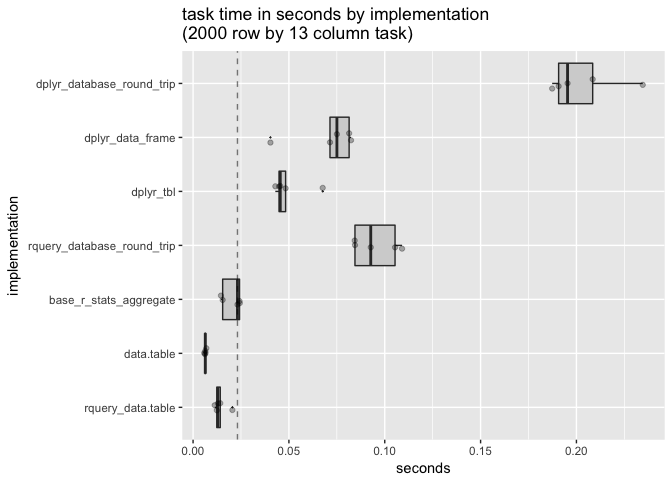 task time in seconds by implementation
(2000 row by 13 column task)
implementation
dplyr_database_round_trip
dplyr_data_frame
dplyr_tbl
rquery_database_round_trip
base_r_stats_aggregate
data.table
rquery_data.table
0.00 0.05 0.10 0.15 0.20
seconds